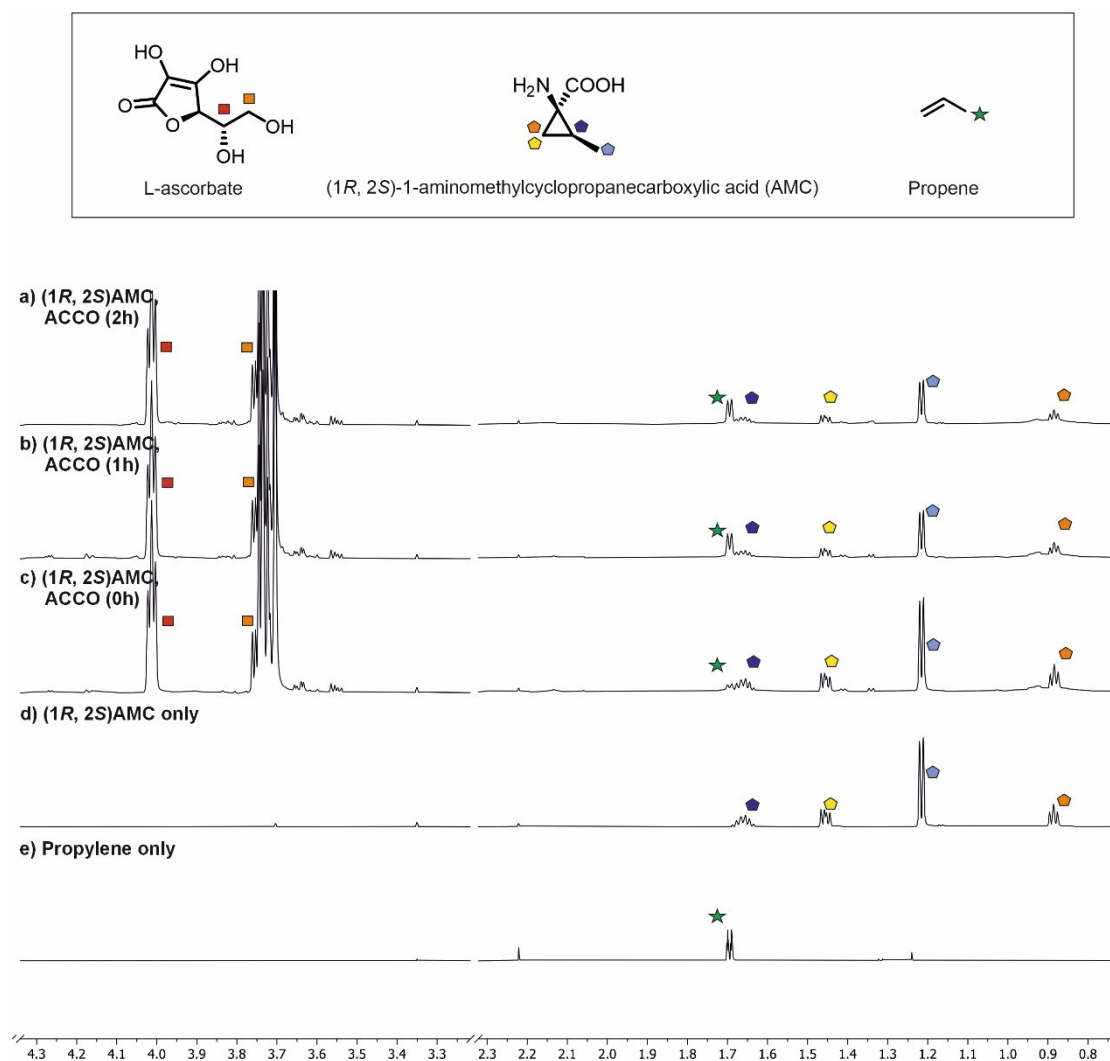 HO
OH
O
O
OH
OH
H₂N
COOH
1
2
L-ascorbate
(1R, 2S)-1-aminomethylcyclopropanecarboxylic acid (AMC)
Propene
a) (1R, 2S)AMC,
ACCO (2h)
b) (1R, 2S)AMC,
ACCO (1h)
c) (1R, 2S)AMC,
ACCO (0h)
d) (1R, 2S)AMC only
e) Propylene only
4.3 4.2 4.1 4.0 3.9 3.8 3.7 3.6 3.5 3.4 3.3 2.3 2.2 2.1 2.0 1.9 1.8 1.7 1.6 1.5 1.4 1.3 1.2 1.1 1.0 0.9 0.8